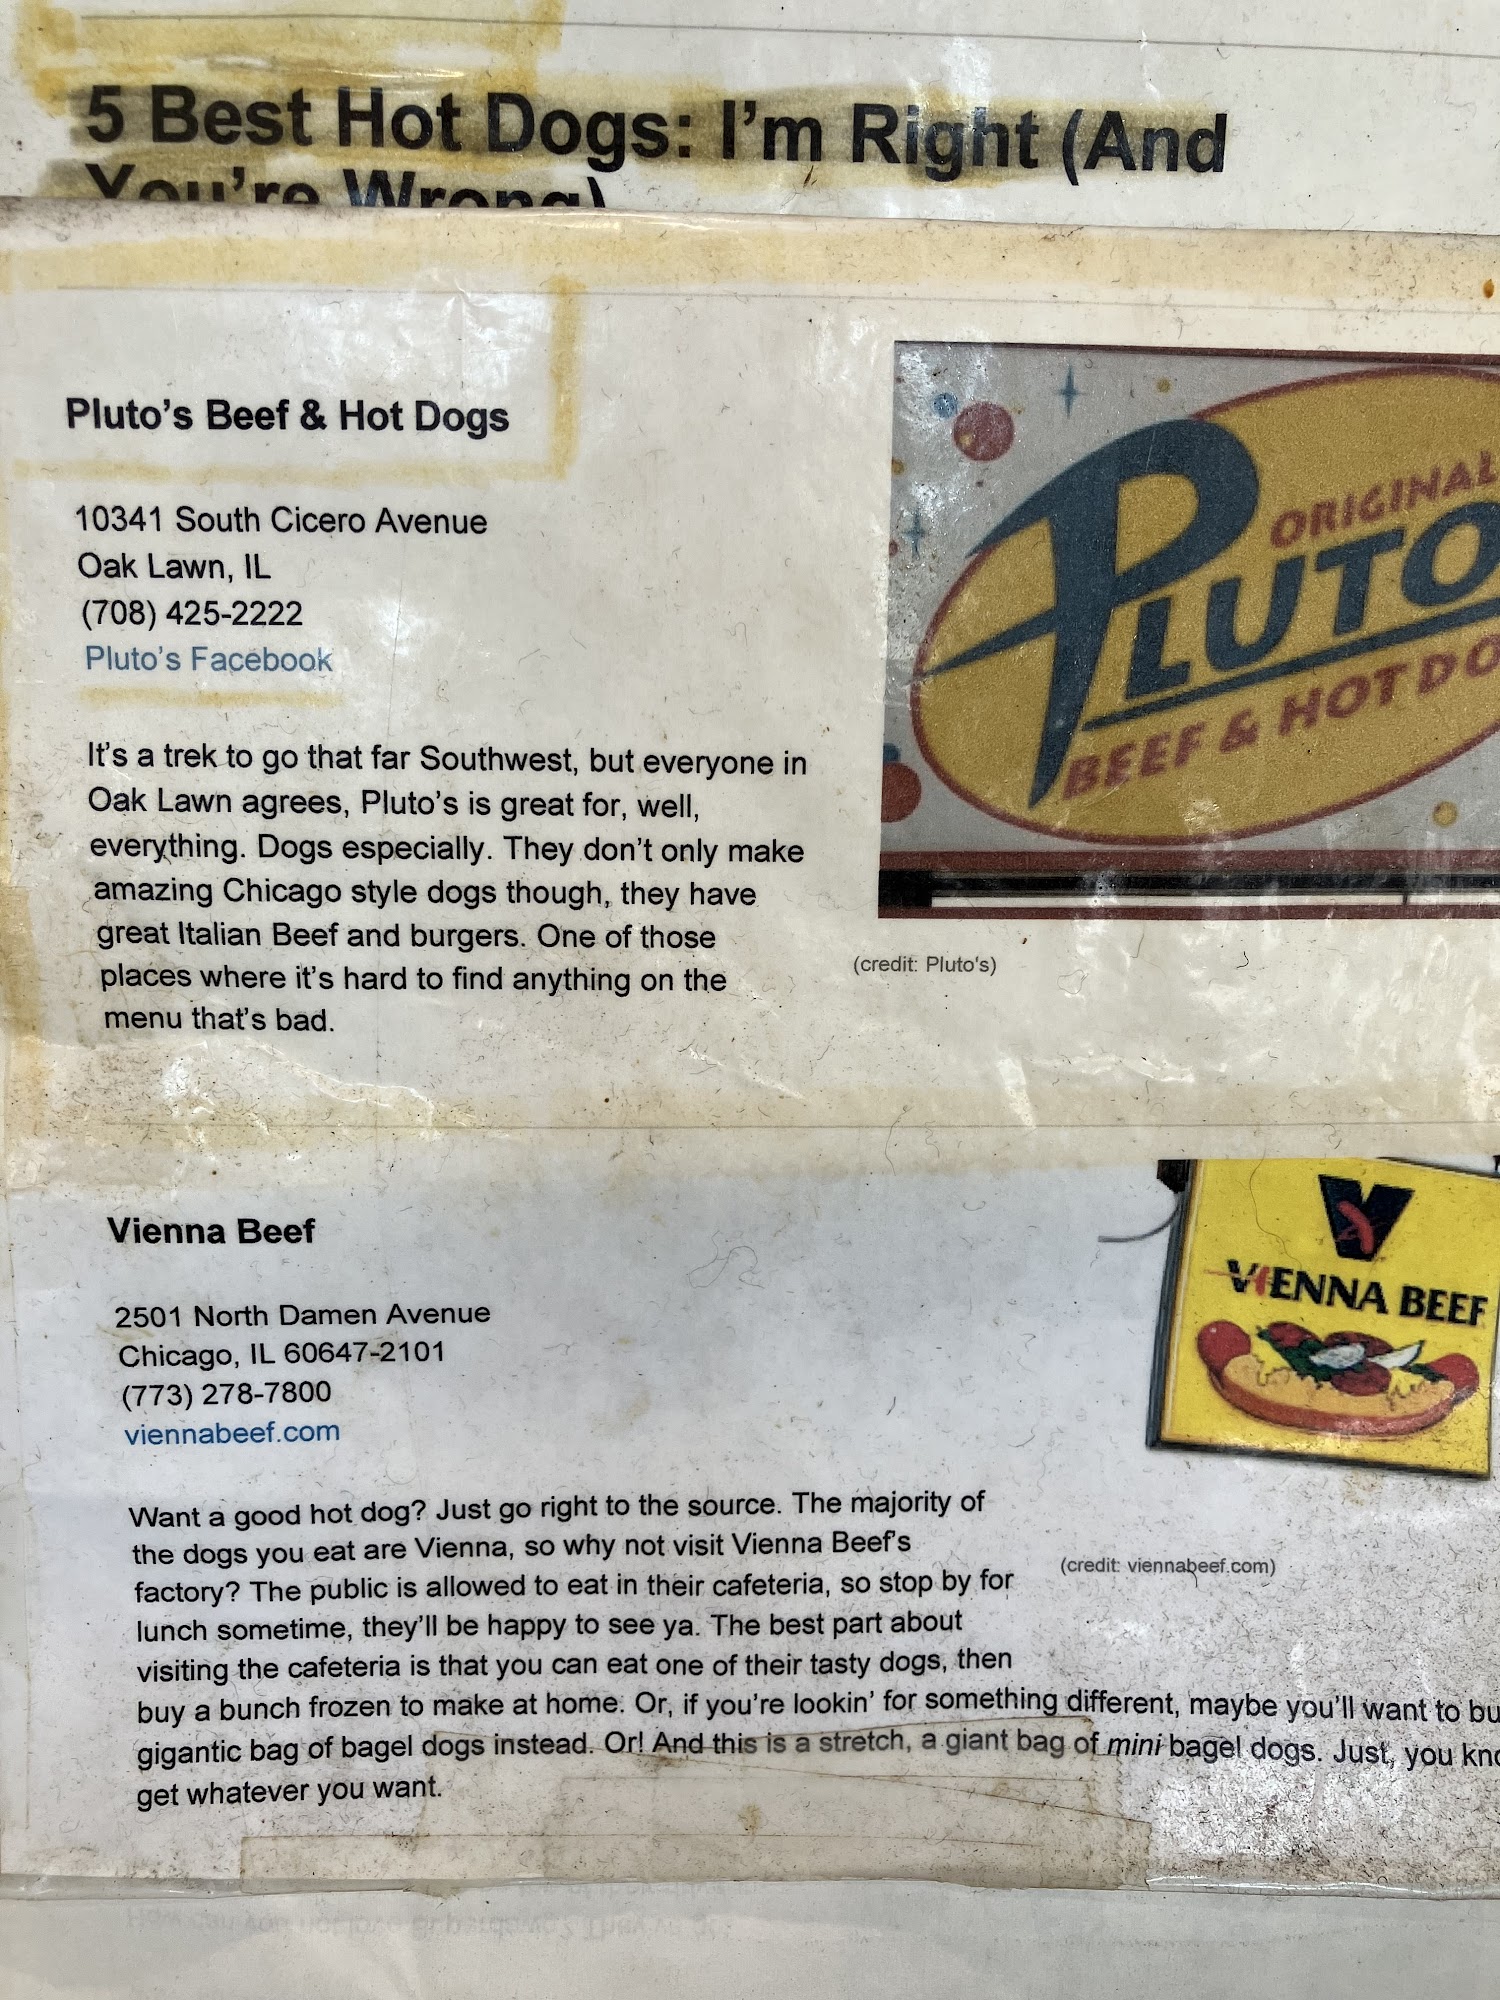 5 Best Hot Dogs: I'm Right (And
You're Wrong)
Pluto's Beef & Hot Dogs
10341 South Cicero Avenue
Oak Lawn, IL
(708) 425-2222
Pluto's Facebook
It's a trek to go that far Southwest, but everyone in
Oak Lawn agrees, Pluto's is great for, well,
everything. Dogs especially. They don't only make
amazing Chicago style dogs though, they have
great Italian Beef and burgers. One of those
places where it's hard to find anything on the
menu that's bad.
ORIGINAL
PLUTO
BEEF & HOT DO
(credit: Pluto's)
Vienna Beef
2501 North Damen Avenue
Chicago, IL 60647-2101
(773) 278-7800
viennabeef.com
V
VIENNA BEEF
(credit: viennabeef.com)
Want a good hot dog? Just go right to the source. The majority of
the dogs you eat are Vienna, so why not visit Vienna Beef's
factory? The public is allowed to eat in their cafeteria, so stop by for
lunch sometime, they'll be happy to see ya. The best part about
visiting the cafeteria is that you can eat one of their tasty dogs, then
buy a bunch frozen to make at home. Or, if you're lookin' for something different, maybe you'll want to bu
gigantic bag of bagel dogs instead. Or! And this is a stretch, a giant bag of mini bagel dogs. Just, you kno
get whatever you want.